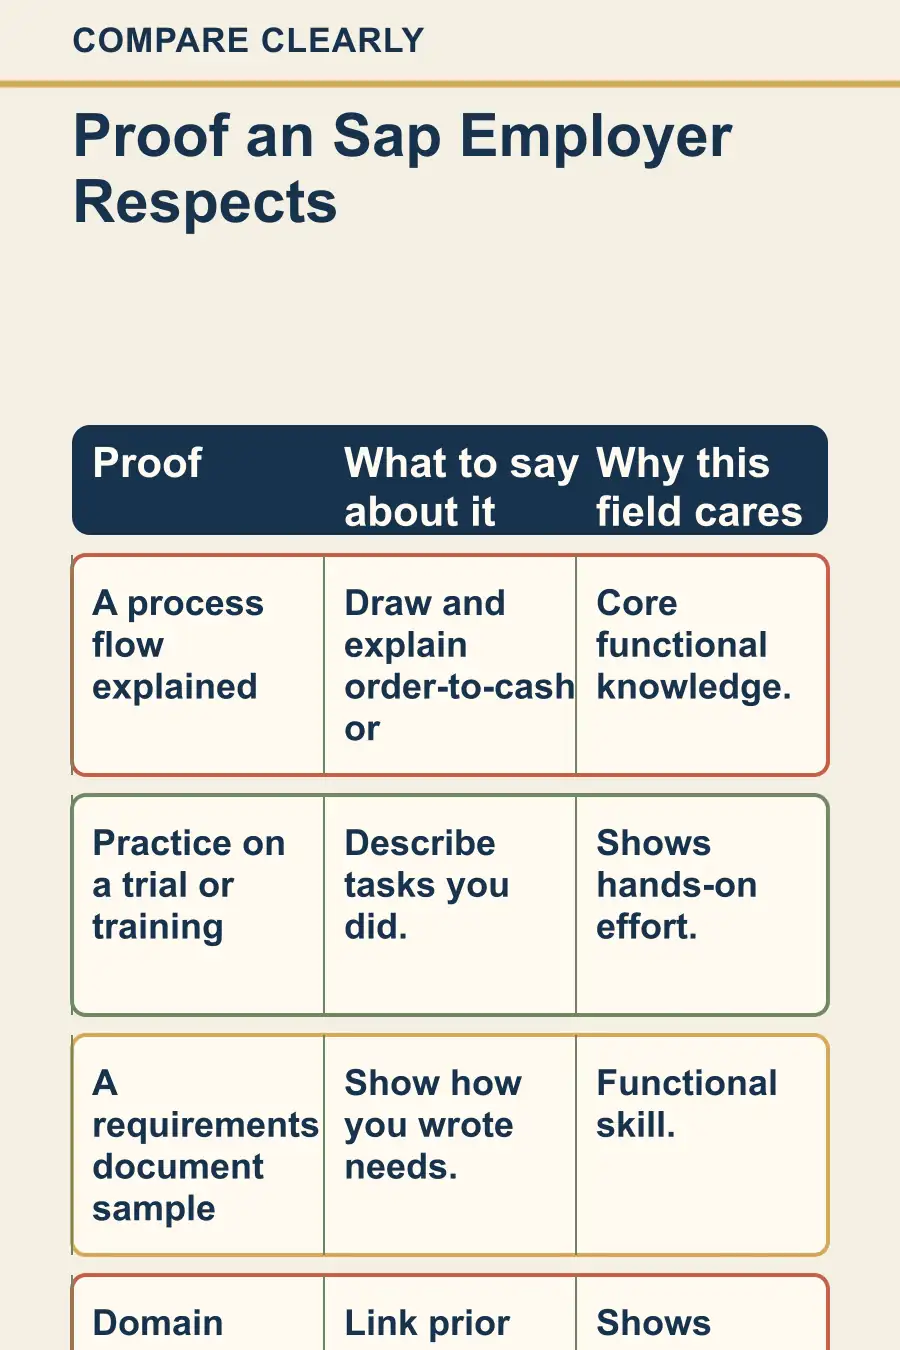 COMPARE CLEARLY
Proof an Sap Employer
Respects
Proof
What to say
about it
Why this
field cares
A process
flow
explained
Draw and
explain
order-to-cash
or
Core
functional
knowledge.
Practice on
a trial or
training
Describe
tasks you
did.
Shows
hands-on
effort.
A
requirements
document
sample
Show how
you wrote
needs.
Functional
skill.
Domain
Link prior
Shows